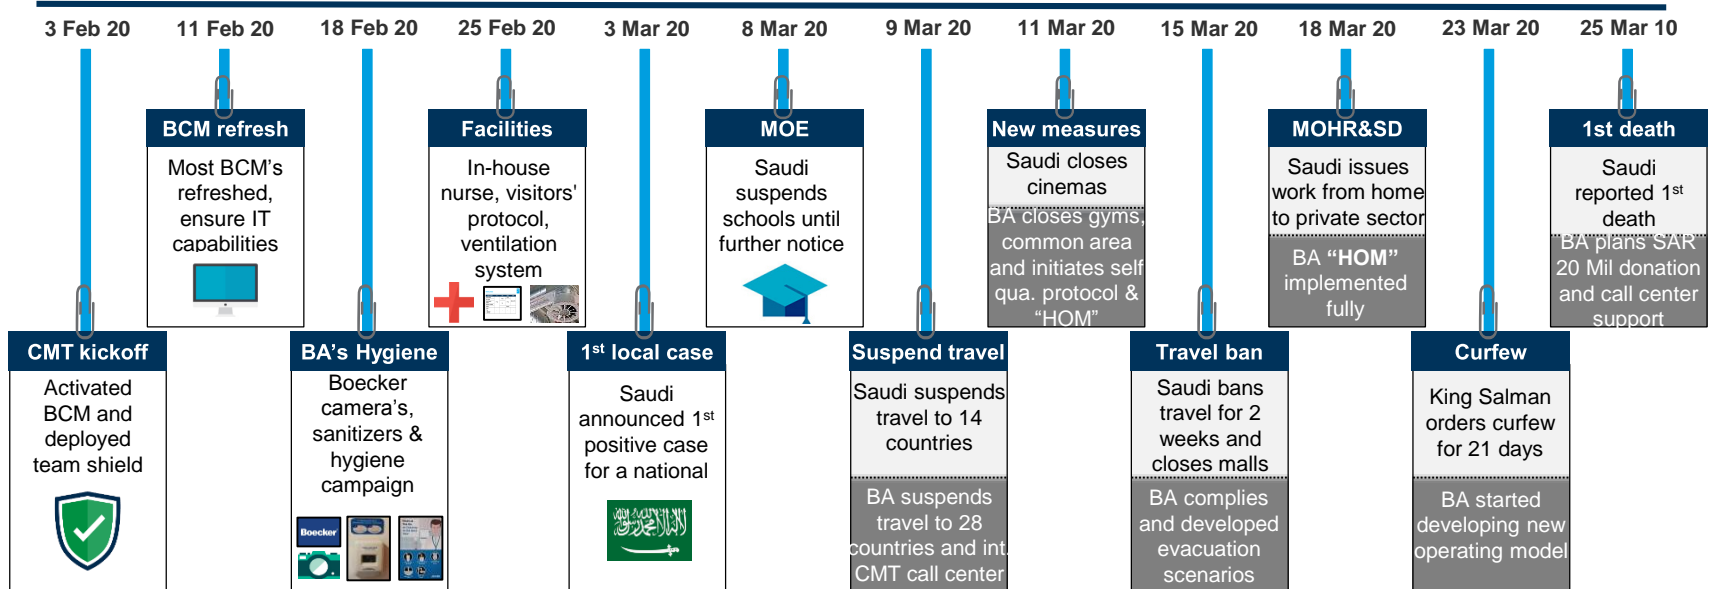 3 Feb 20
11 Feb 20
18 Feb 20
25 Feb 20
3 Mar 20
8 Mar 20
9 Mar 20
11 Mar 20
15 Mar 20
18 Mar 20
23 Mar 20
25 Mar 10
BCM refresh
Most BCM's
refreshed,
ensure IT
capabilities
Facilities
In-house
nurse, visitors'
protocol,
ventilation
system
MOE
Saudi
suspends
schools until
further notice
New measures
Saudi closes
cinemas
BA closes gyms,
common area
and initiates self
qua. protocol &
“HOM”
MOHR&SD
Saudi issues
work from home
to private sector
BA “HOM”
implemented
fully
1st death
Saudi
reported 1st
death
BA plans SAR
20 Mil donation
and call center
support
CMT kickoff
Activated
BCM and
deployed
team shield
BA's Hygiene
Boecker
camera's,
sanitizers &
hygiene
campaign
Boecker
1st local case
Saudi
announced 1st
positive case
for a national
لا إله إلا الله محمد رسول الله
Suspend travel
Saudi suspends
travel to 14
countries
BA suspends
travel to 28
countries and int.
CMT call center
Travel ban
Saudi bans
travel for 2
weeks and
closes malls
BA complies
and developed
evacuation
scenarios
Curfew
King Salman
orders curfew
for 21 days
BA started
developing new
operating model